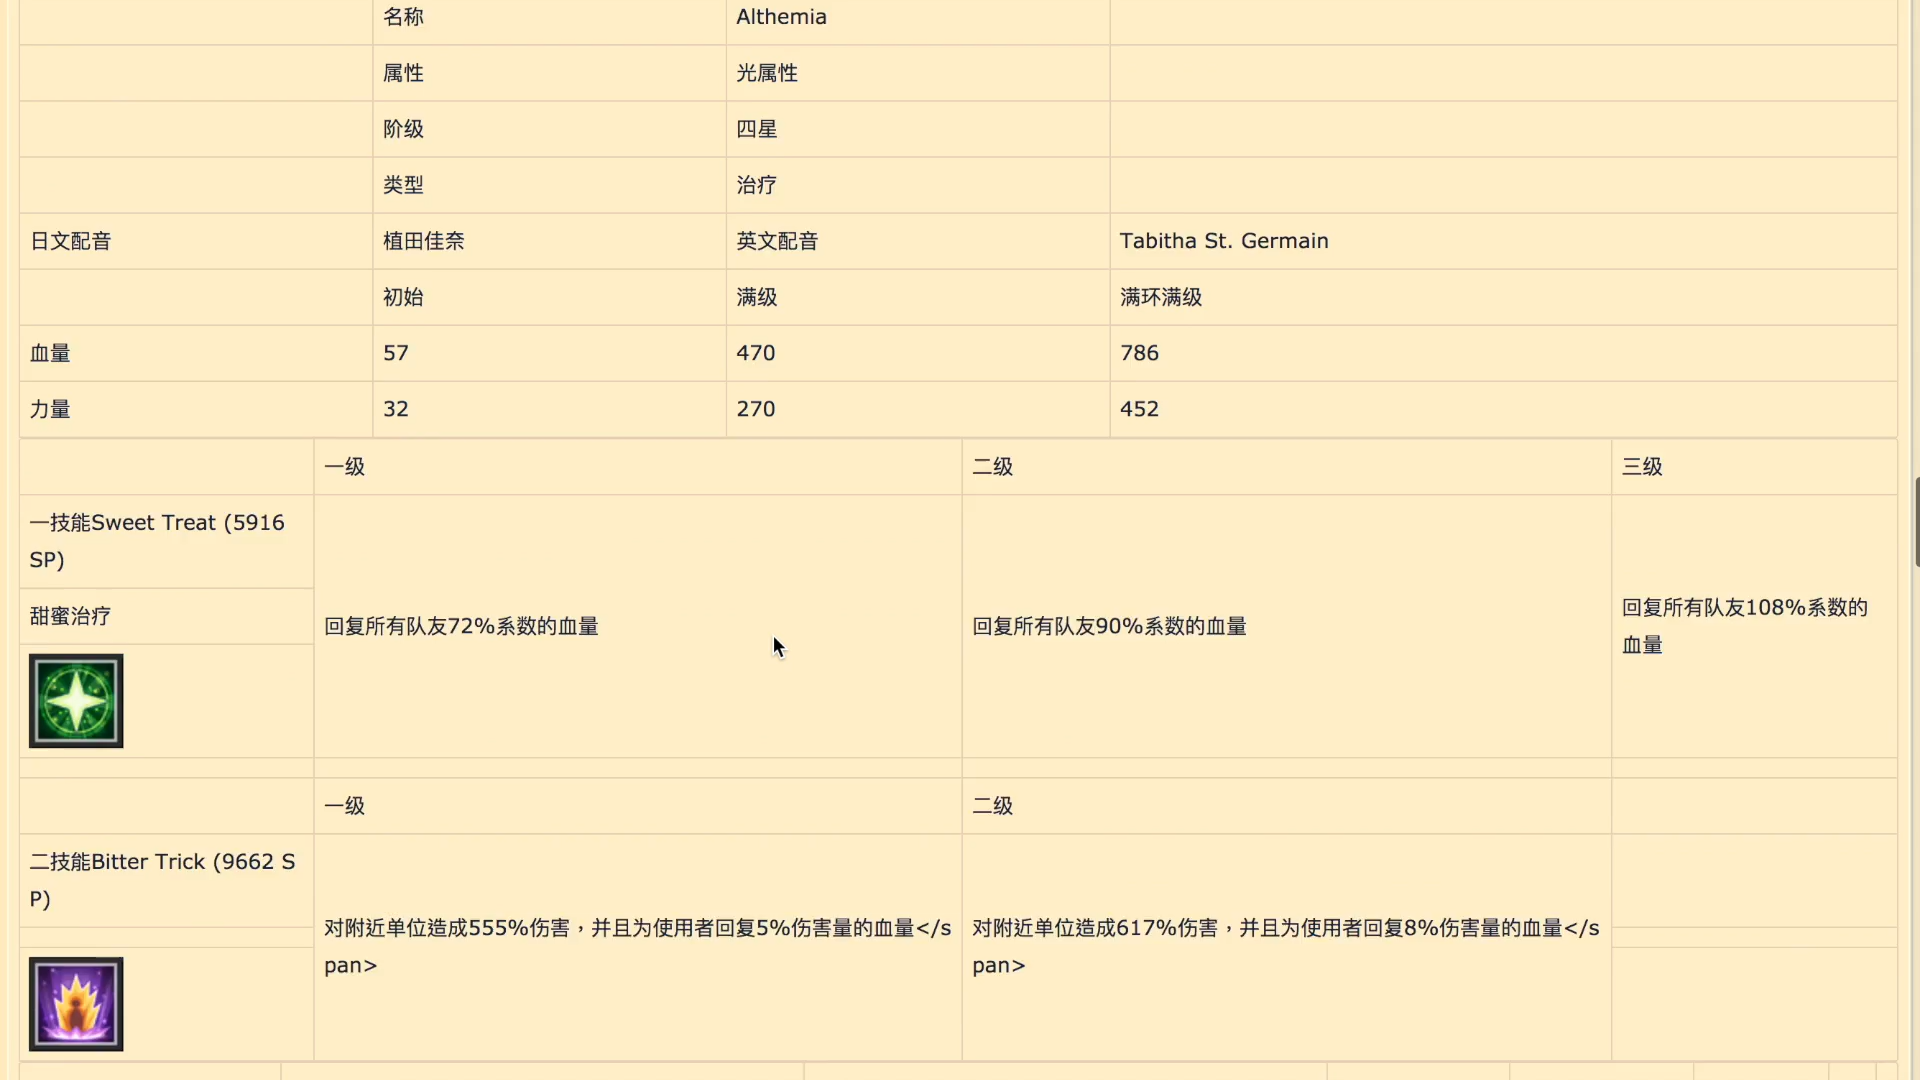 名称 Althemia
属性 光属性
阶级 四星
类型 治疗
日文配音 植田佳奈 英文配音 Tabitha St. Germain
初始 满级 满环满级
血量 57 470 786
力量 32 270 452
一级 二级 三级
一技能Sweet Treat (5916
SP)
甜蜜治疗
回复所有队友72%系数的血量
回复所有队友90%系数的血量
回复所有队友108%系数的
血量
一级 二级
二技能Bitter Trick (9662 S
P)
对附近单位造成555%伤害，并且为使用者回复5%伤害量的血量</s
pan>
对附近单位造成617%伤害，并且为使用者回复8%伤害量的血量</s
pan>